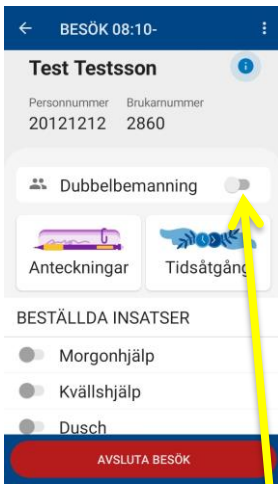 BESÖK 08:10-
Test Testsson
Personnummer Brukarnummer
20121212 2860
Dubbelbemanning
Anteckningar Tidsåtgång
BESTÄLLDA INSATSER
Morgonhjälp
Kvällshjälp
Dusch
AVSLUTA BESÖK